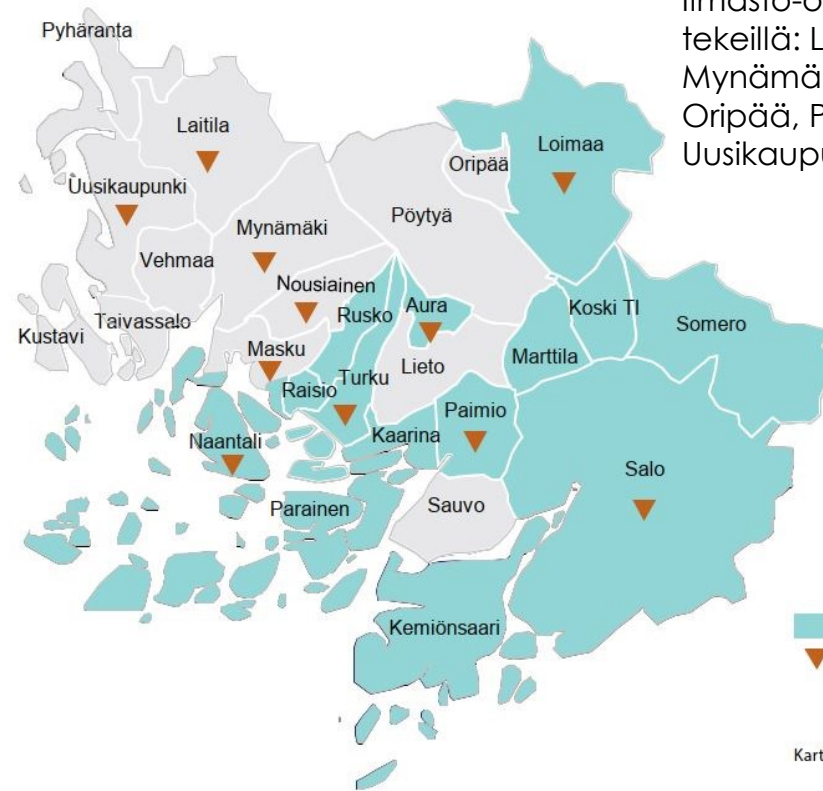 Ilmasto-o
tekeillä: L
Mynämä
Oripää, P
Uusikaupu
Pyhäranta
Laitila
Loimaa
Oripää
Uusikaupunki
Pöytyä
Mynämäki
Vehmaa
Nousiainen
Koski Tl
Aura
Rusko
Taivassalo
Somero
Kustavi
Masku
Marttila
Lieto
Turku
Raisio
Paimio
Kaarina
Naantali
Salo
Parainen
Sauvo
Kemiönsaari
Kart